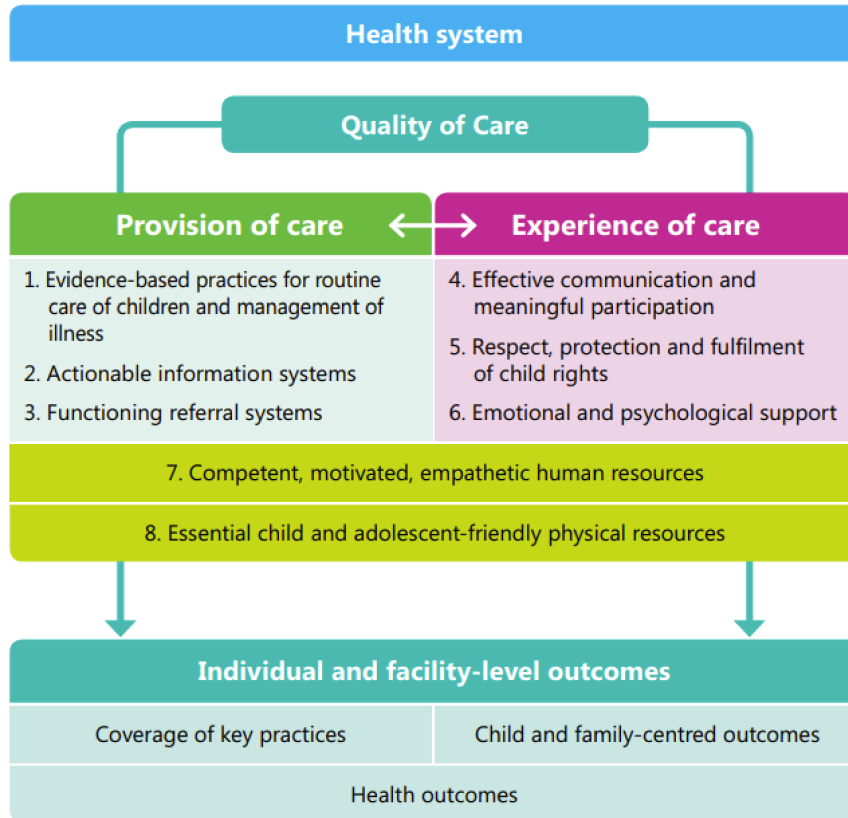 Health system
Quality of Care
Provision of care
Experience of care
1. Evidence-based practices for routine
care of children and management of
illness
2. Actionable information systems
3. Functioning referral systems
4. Effective communication and
meaningful participation
5. Respect, protection and fulfilment
of child rights
6. Emotional and psychological support
7. Competent, motivated, empathetic human resources
8. Essential child and adolescent-friendly physical resources
Individual and facility-level outcomes
Coverage of key practices
Child and family-centred outcomes
Health outcomes